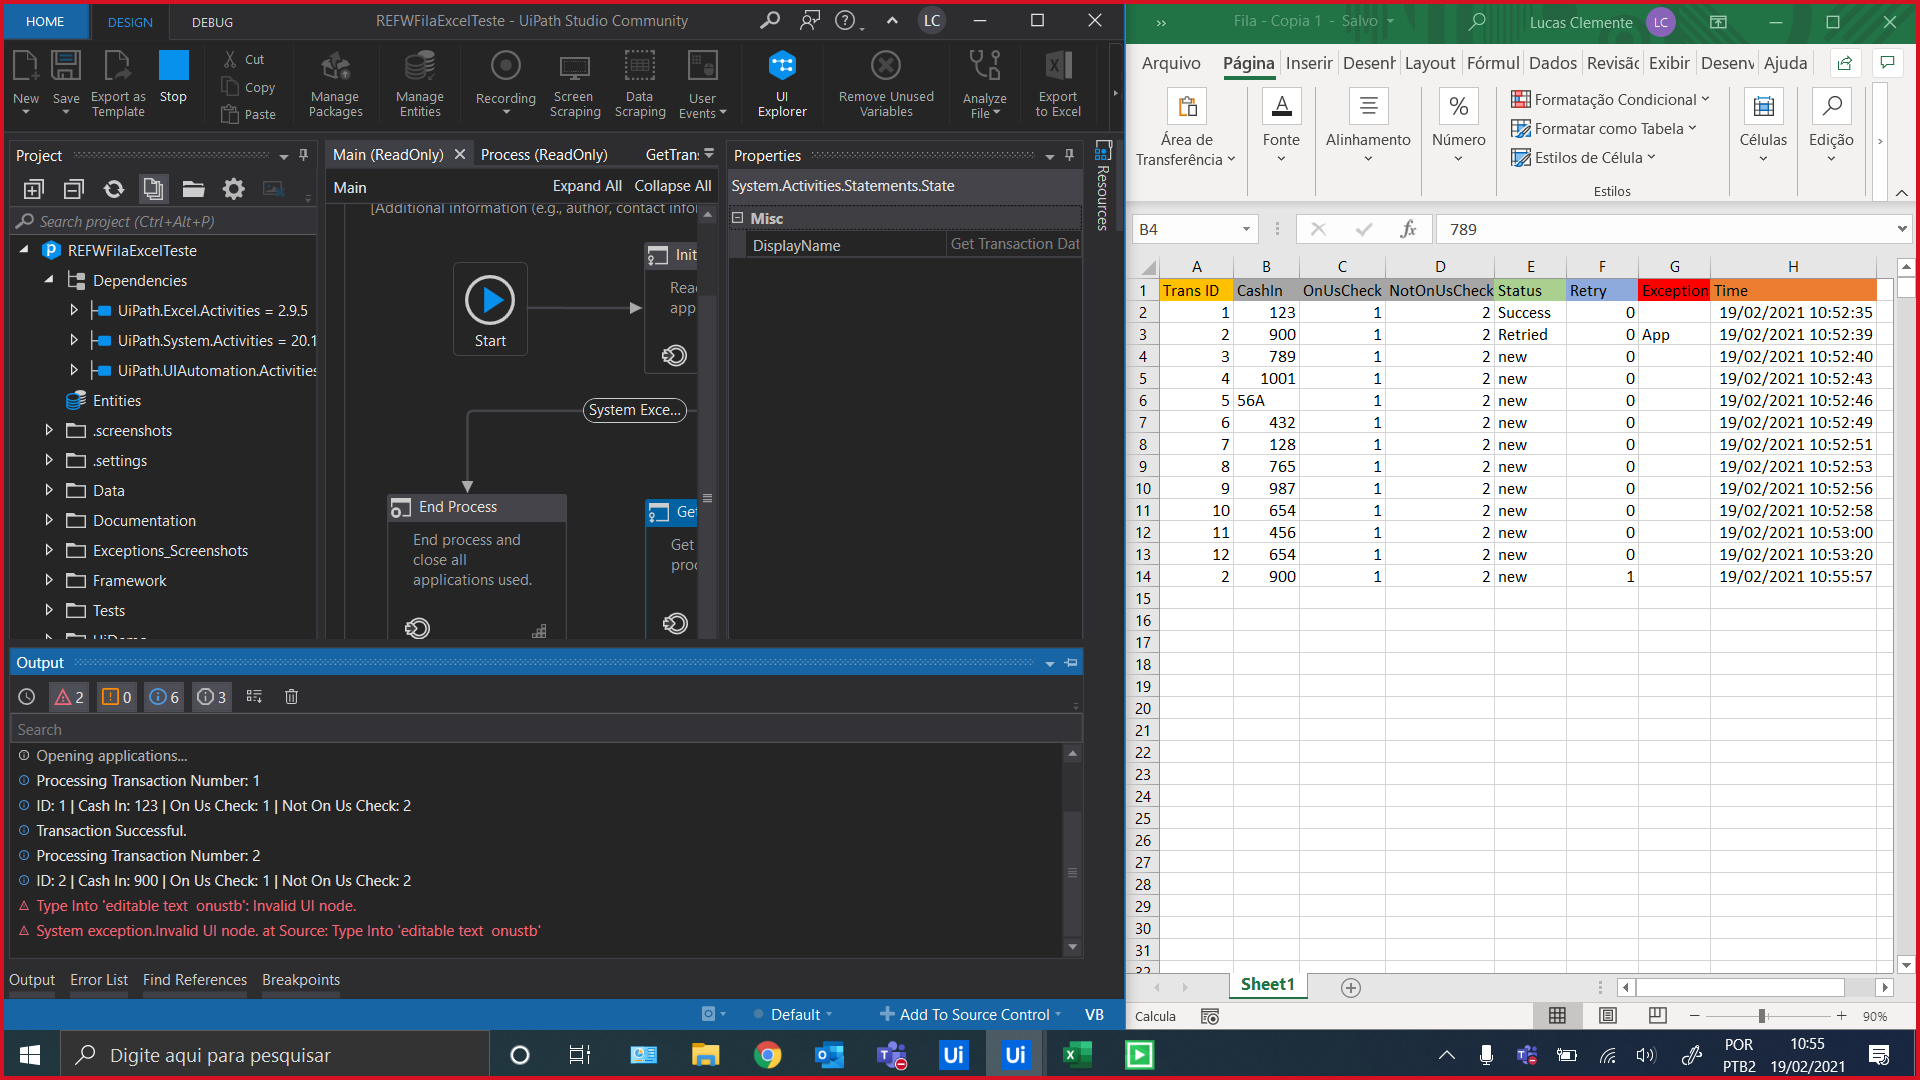 HOME DESIGN DEBUG REFWFilaExcelTeste - UiPath Studio Community LC
New
Save
Export as Template
Stop
Cut
Copy
Paste
Manage Packages
Manage Entities
Recording
Screen Scraping
Data Scraping
User Events
UI Explorer
Remove Unused Variables
Analyze File
Export to Excel
Project
Search project (Ctrl+Alt+P)
REFWFilaExcelTeste
Dependencies
UiPath.Excel.Activities = 2.9.5
UiPath.System.Activities = 20.1
UiPath.UIAutomation.Activities
Entities
.screenshots
.settings
Data
Documentation
Exceptions_Screenshots
Framework
Tests
Main (ReadOnly) Process (ReadOnly) GetTrans
Main Expand All Collapse All
[Additional information (e.g., author, contact infor
Start
Init
Read
app
System Exce...
End Process
End process and
close all
applications used.
Get
Get
proc
Properties
System.Activities.Statements.State
Misc
DisplayName Get Transaction Dat
Resources
Output
2 0 6 3
Search
Opening applications...
Processing Transaction Number: 1
ID: 1 | Cash In: 123 | On Us Check: 1 | Not On Us Check: 2
Transaction Successful.
Processing Transaction Number: 2
ID: 2 | Cash In: 900 | On Us Check: 1 | Not On Us Check: 2
Type Into 'editable text  onustb': Invalid UI node.
System exception.Invalid UI node. at Source: Type Into 'editable text  onustb'
Output Error List Find References Breakpoints
Default Add To Source Control VB
Fila - Copia 1 - Salvo Lucas Clemente LC
Arquivo Página Inserir Desenh Layout Fórmul Dados Revisão Exibir Desenv Ajuda
Área de Transferência
Fonte
Alinhamento
Número
Formatação Condicional
Formatar como Tabela
Estilos de Célula
Estilos
Células
Edição
B4 fx 789
A B C D E F G H
1 Trans ID CashIn OnUsCheck NotOnUsCheck Status Retry Exception Time
2 1 123 1 2 Success 0 19/02/2021 10:52:35
3 2 900 1 2 Retried 0 App 19/02/2021 10:52:39
4 3 789 1 2 new 0 19/02/2021 10:52:40
5 4 1001 1 2 new 0 19/02/2021 10:52:43
6 5 56A 1 2 new 0 19/02/2021 10:52:46
7 6 432 1 2 new 0 19/02/2021 10:52:49
8 7 128 1 2 new 0 19/02/2021 10:52:51
9 8 765 1 2 new 0 19/02/2021 10:52:53
10 9 987 1 2 new 0 19/02/2021 10:52:56
11 10 654 1 2 new 0 19/02/2021 10:52:58
12 11 456 1 2 new 0 19/02/2021 10:53:00
13 12 654 1 2 new 0 19/02/2021 10:53:20
14 2 900 1 2 new 1 19/02/2021 10:55:57
15
16
17
18
19
20
21
22
23
24
25
26
27
28
29
30
31
32
Sheet1
Calcula 90%
Digite aqui para pesquisar
Ui
Ui
POR
PTB2
10:55
19/02/2021